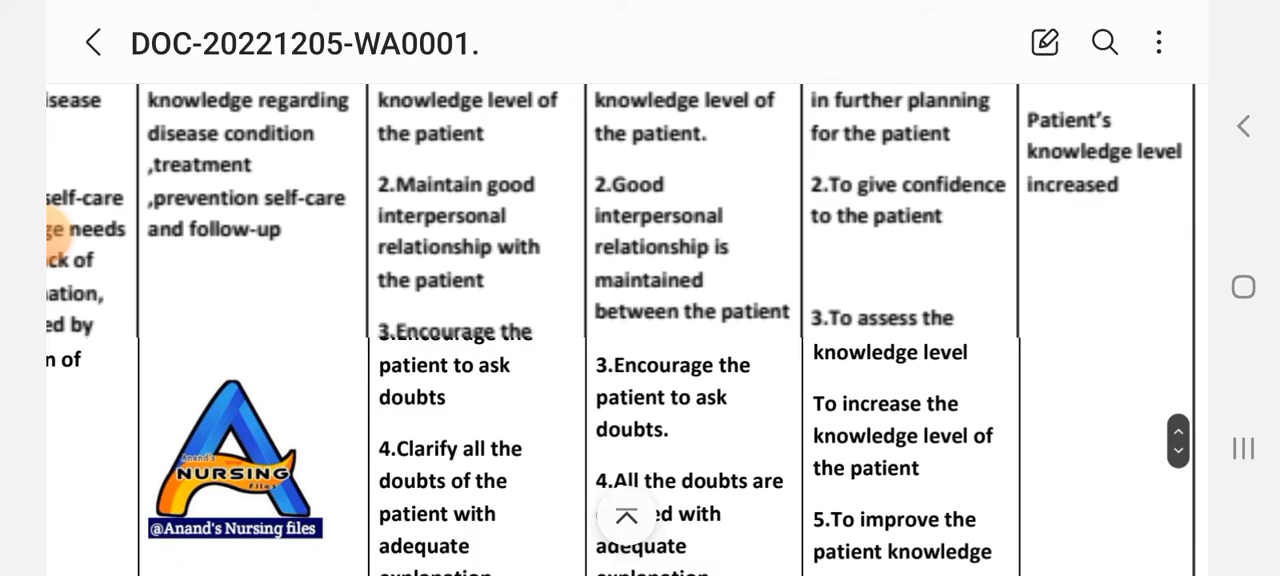 DOC-20221205-WA0001.
isease
self-care
ge needs
ck of
ation,
ed by
n of
knowledge regarding
disease condition
,treatment
,prevention self-care
and follow-up
Anand's
NURSING
Files
@Anand's Nursing files
knowledge level of
the patient
2.Maintain good
interpersonal
relationship with
the patient
3.Encourage the
patient to ask
doubts
4.Clarify all the
doubts of the
patient with
adequate
explanation
knowledge level of
the patient.
2.Good
interpersonal
relationship is
maintained
between the patient
3.Encourage the
patient to ask
doubts.
4.All the doubts are
ed with
adequate
explanation
in further planning
for the patient
2.To give confidence
to the patient
3.To assess the
knowledge level
To increase the
knowledge level of
the patient
5.To improve the
patient knowledge
Patient's
knowledge level
increased